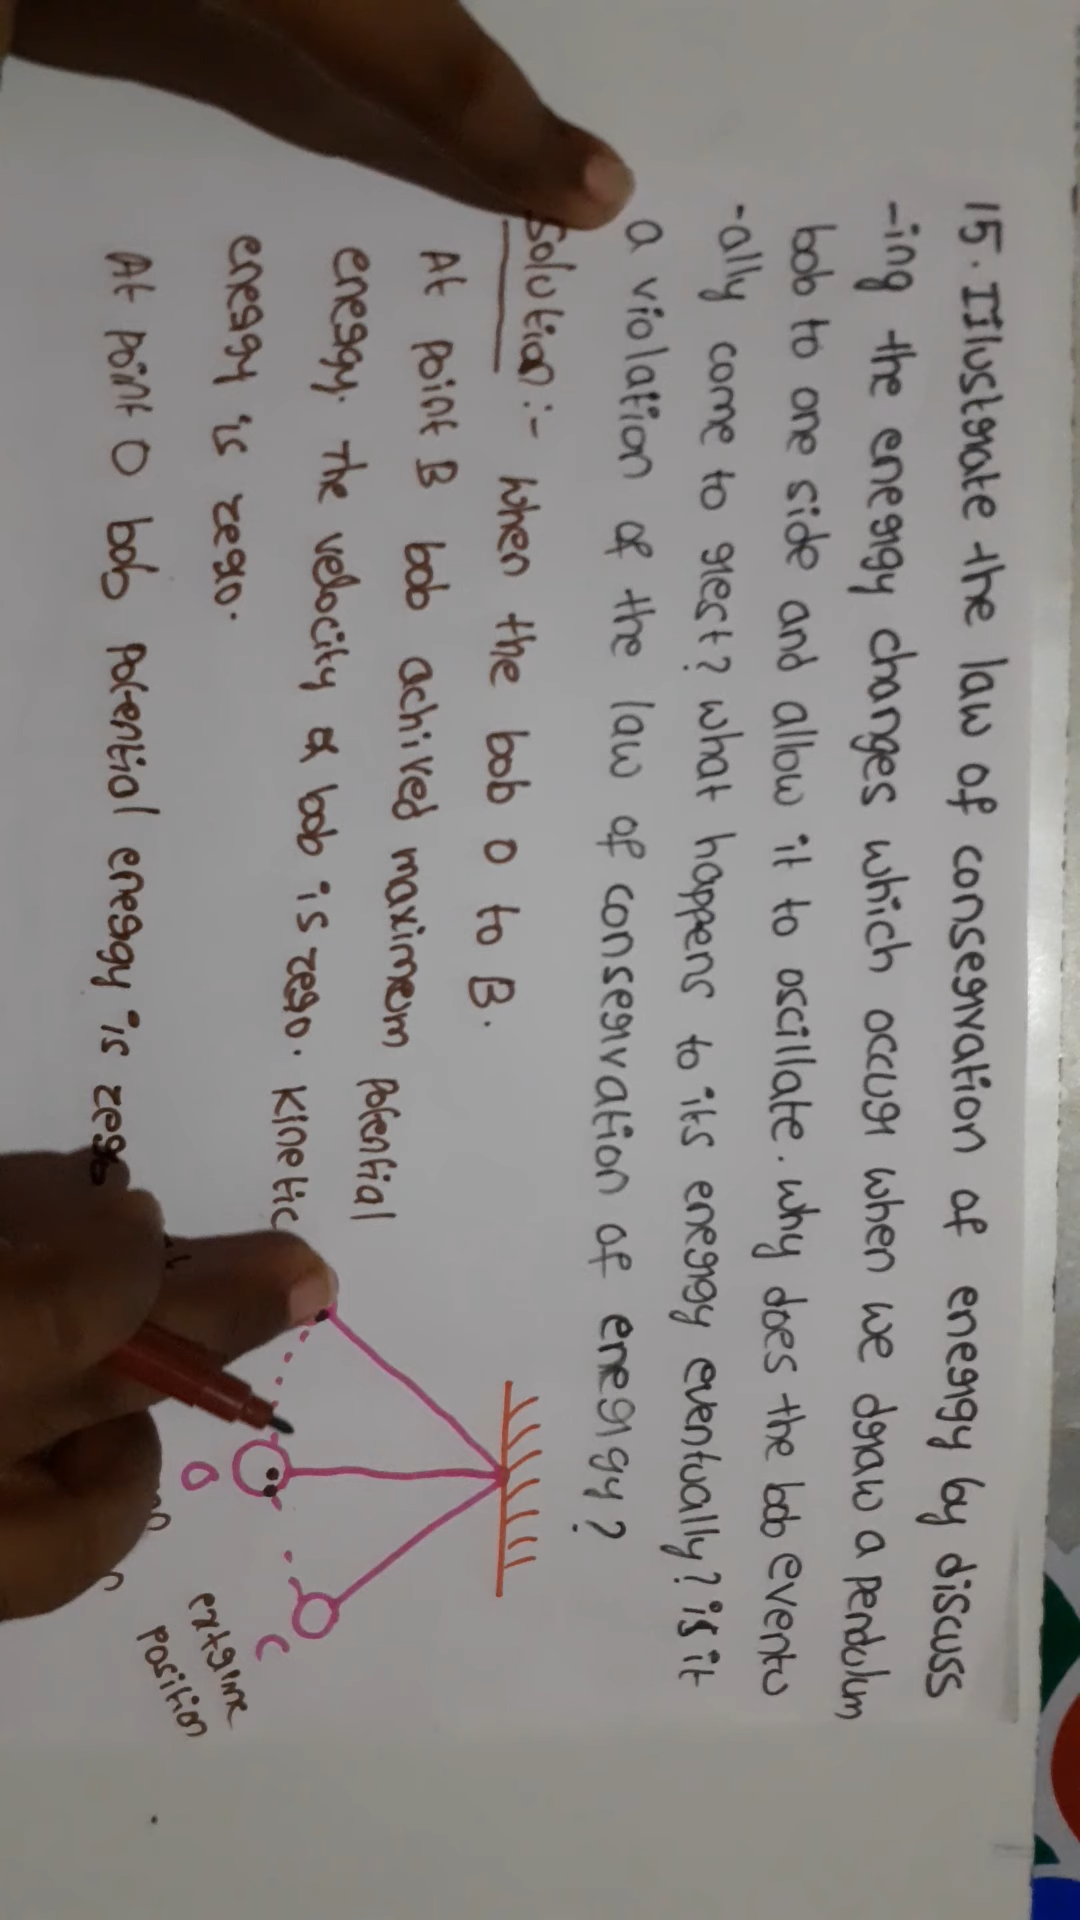 15. Illustrate the law of conservation of energy by discuss
-ing the energy changes which occur when we draw a pendulum
bob to one side and allow it to oscillate. why does the bob eventu
-ally come to rest? what happens to its energy eventually? is it
a violation of the law of conservation of energy?
Solution :- when the bob O to B.
At point B bob achived maximum potential
energy. The velocity of bob is zero. kinetic
energy is zero.
At point O bob potential energy is zero
O
C
extrime
position